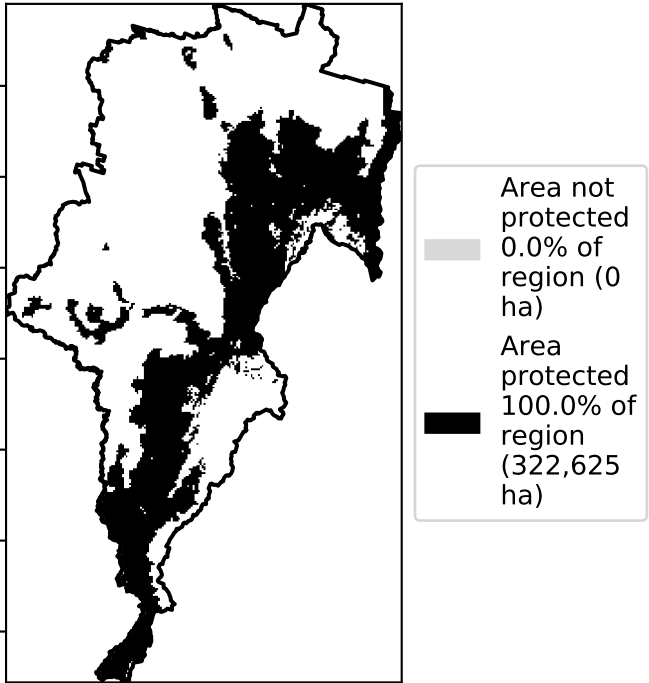 Area not
protected
0.0% of
region (0
ha)
Area
protected
100.0% of
region
(322,625
ha)